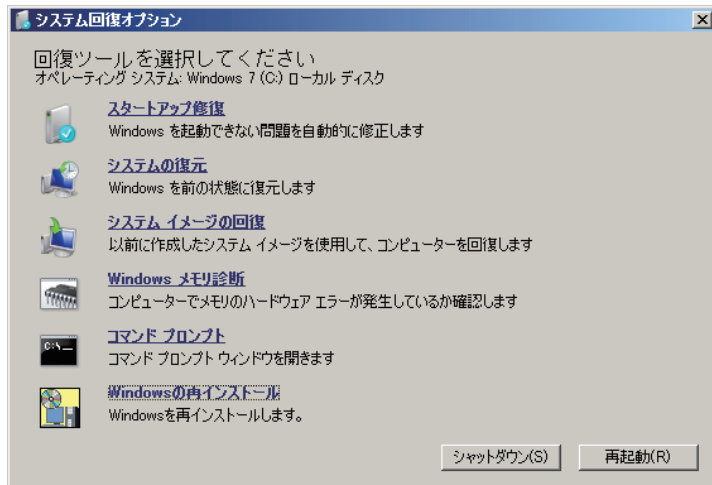 システム回復オプション
回復ツールを選択してください
オペレーティング システム: Windows 7 (C:) ローカル ディスク
スタートアップ修復
Windows を起動できない問題を自動的に修正します
システムの復元
Windows を前の状態に復元します
システム イメージの回復
以前に作成したシステム イメージを使用して、コンピューターを回復します
Windows メモリ診断
コンピューターでメモリのハードウェア エラーが発生しているか確認します
C:\_
コマンド プロンプト
コマンド プロンプト ウィンドウを開きます
Windowsの再インストール
Windowsを再インストールします。
シャットダウン(S)
再起動(R)